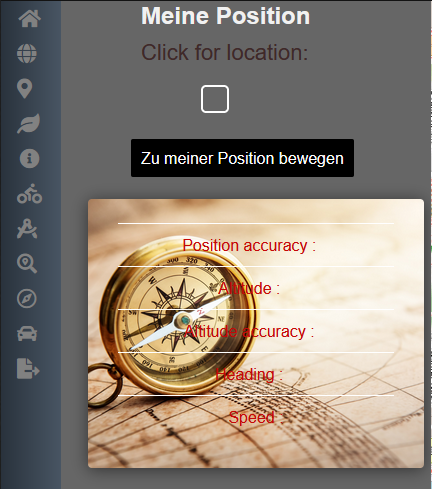 Meine Position
Click for location:
Zu meiner Position bewegen
Position accuracy :
Altitude :
Altitude accuracy :
Heading :
Speed